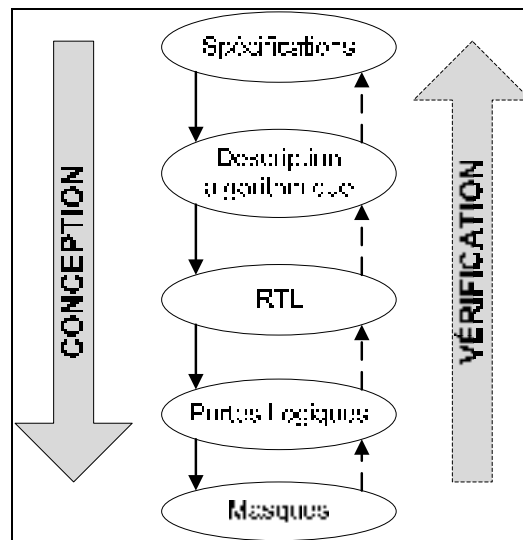 Spécifications
Description
algorithmique
RTL
Portes Logiques
Masques
CONCEPTION
VÉRIFICATION